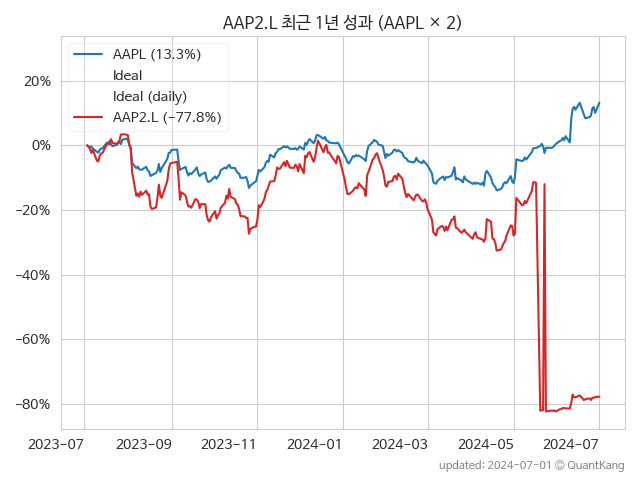 AAP2.L 최근 1년 성과 (AAPL × 2)
AAPL (13.3%)
Ideal
Ideal (daily)
AAP2.L (−77.8%)
20%
0%
−20%
−40%
−60%
−80%
2023-07 2023-09 2023-11 2024-01 2024-03 2024-05 2024-07
updated: 2024-07-01 © QuantKang